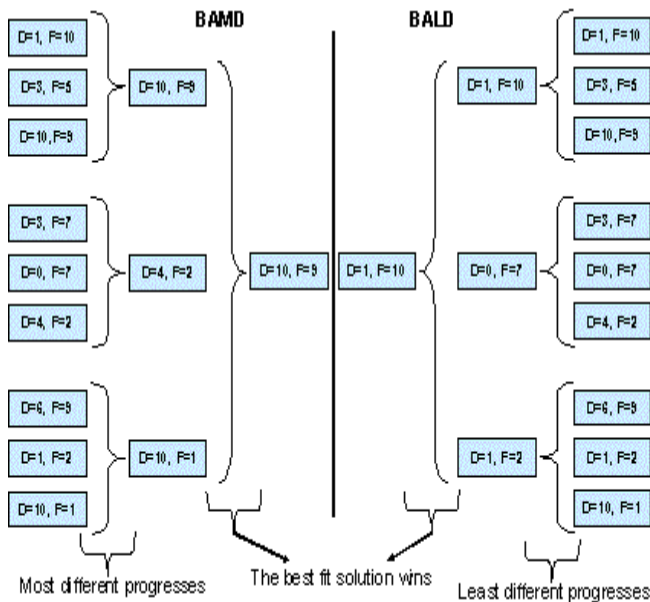 BAMD
BALD
D=1, F=10
D=3, F=5
D=10, F=9
D=10, F=9
D=3, F=7
D=0, F=7
D=4, F=2
D=4, F=2
D=6, F=9
D=1, F=2
D=10, F=1
D=10, F=1
D=10, F=9
D=1, F=10
D=1, F=10
D=1, F=10
D=3, F=5
D=10, F=9
D=0, F=7
D=3, F=7
D=0, F=7
D=4, F=2
D=1, F=2
D=6, F=9
D=1, F=2
D=10, F=1
Most different progresses
The best fit solution wins
Least different progresses